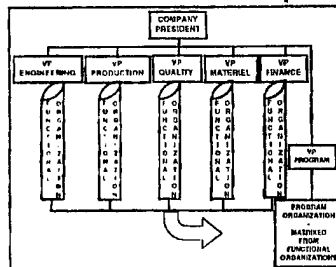 COMPANY
PRESIDENT
VP
ENGINEERING
VP
PRODUCTION
VP
QUALITY
VP
MATERIEL
VP
FINANCE
FUNCTIONAL
ORGANIZATION
FUNCTIONAL
ORGANIZATION
FUNCTIONAL
ORGANIZATION
FUNCTIONAL
ORGANIZATION
FUNCTIONAL
ORGANIZATION
VP
PROGRAM
PROGRAM
ORGANIZATION
-
MATRIXED
FROM
FUNCTIONAL
ORGANIZATIONS